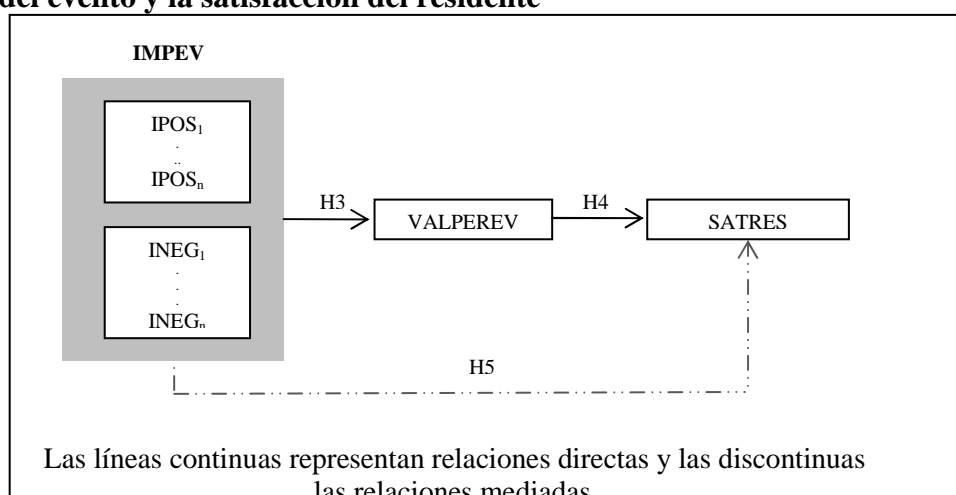 del evento y la satisfacción del residente
IMPEV
IPOS₁
.
..
IPOSₙ
INEG₁
.
.
.
INEGₙ
H3
VALPEREV
H4
SATRES
H5
Las líneas continuas representan relaciones directas y las discontinuas
las relaciones mediadas